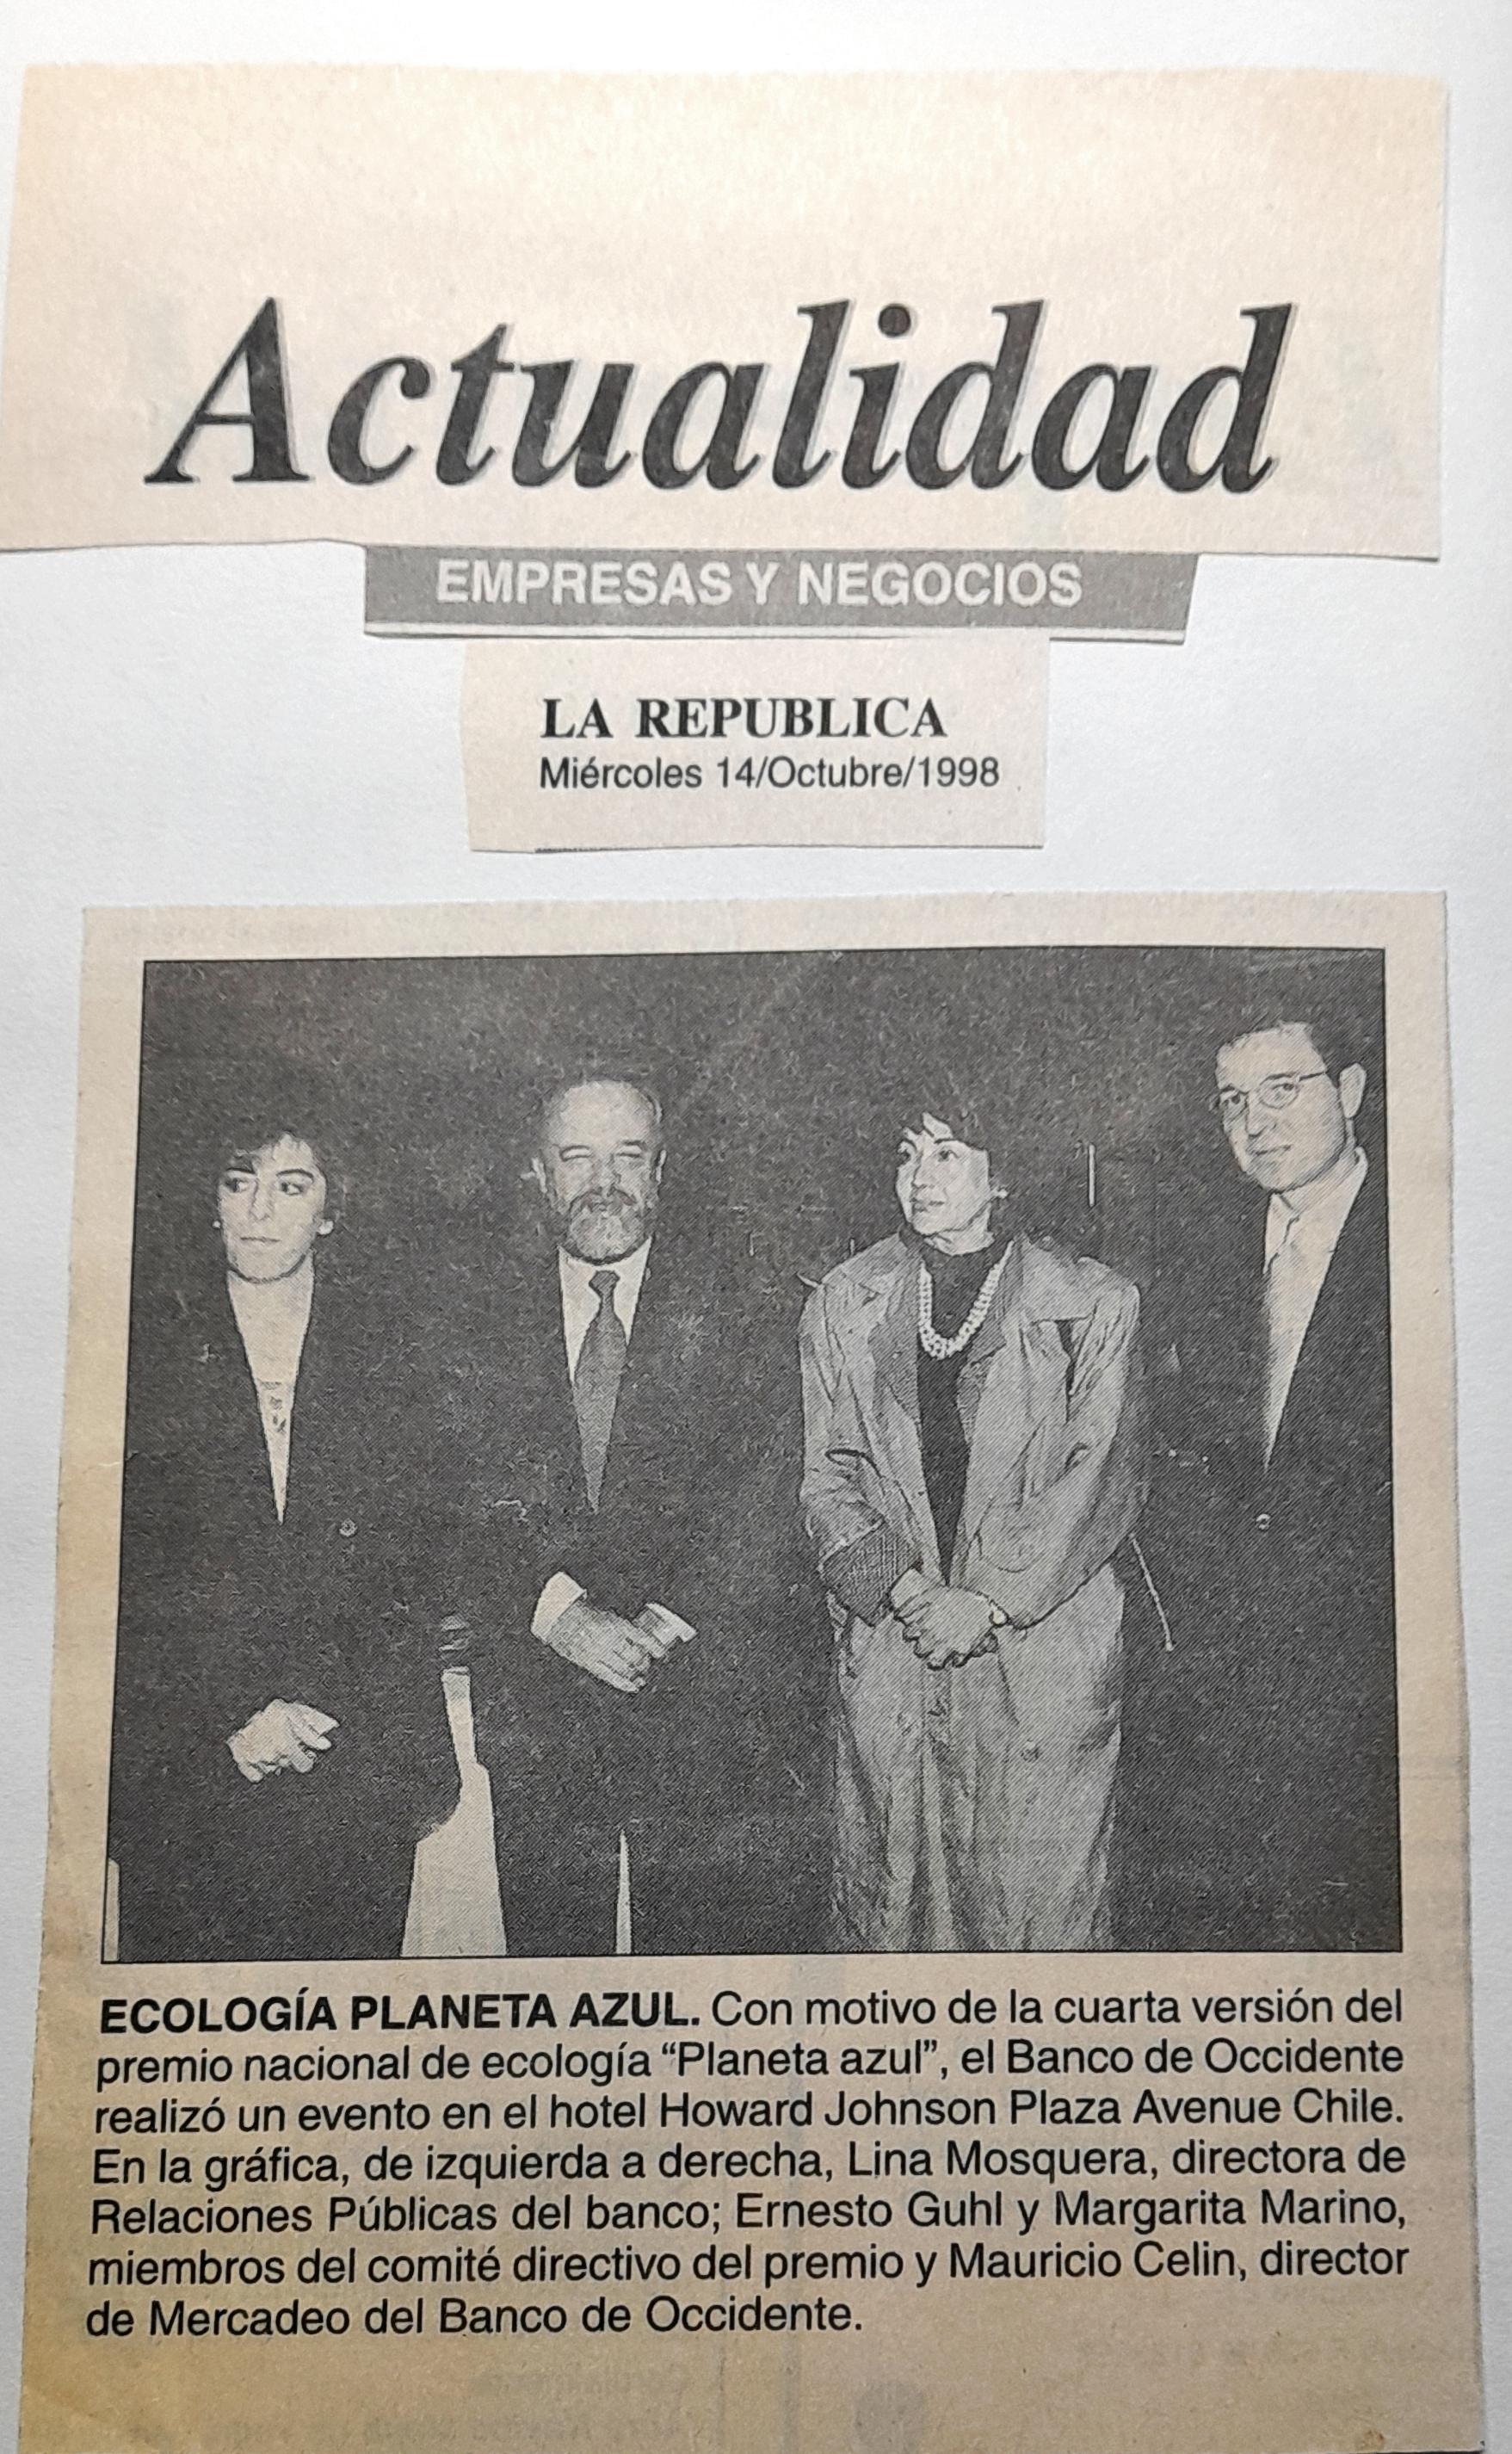 Actualidad
EMPRESAS Y NEGOCIOS
LA REPUBLICA
Miércoles 14/Octubre/1998
ECOLOGÍA PLANETA AZUL. Con motivo de la cuarta versión del
premio nacional de ecología “Planeta azul”, el Banco de Occidente
realizó un evento en el hotel Howard Johnson Plaza Avenue Chile.
En la gráfica, de izquierda a derecha, Lina Mosquera, directora de
Relaciones Públicas del banco; Ernesto Guhl y Margarita Marino,
miembros del comité directivo del premio y Mauricio Celin, director
de Mercadeo del Banco de Occidente.